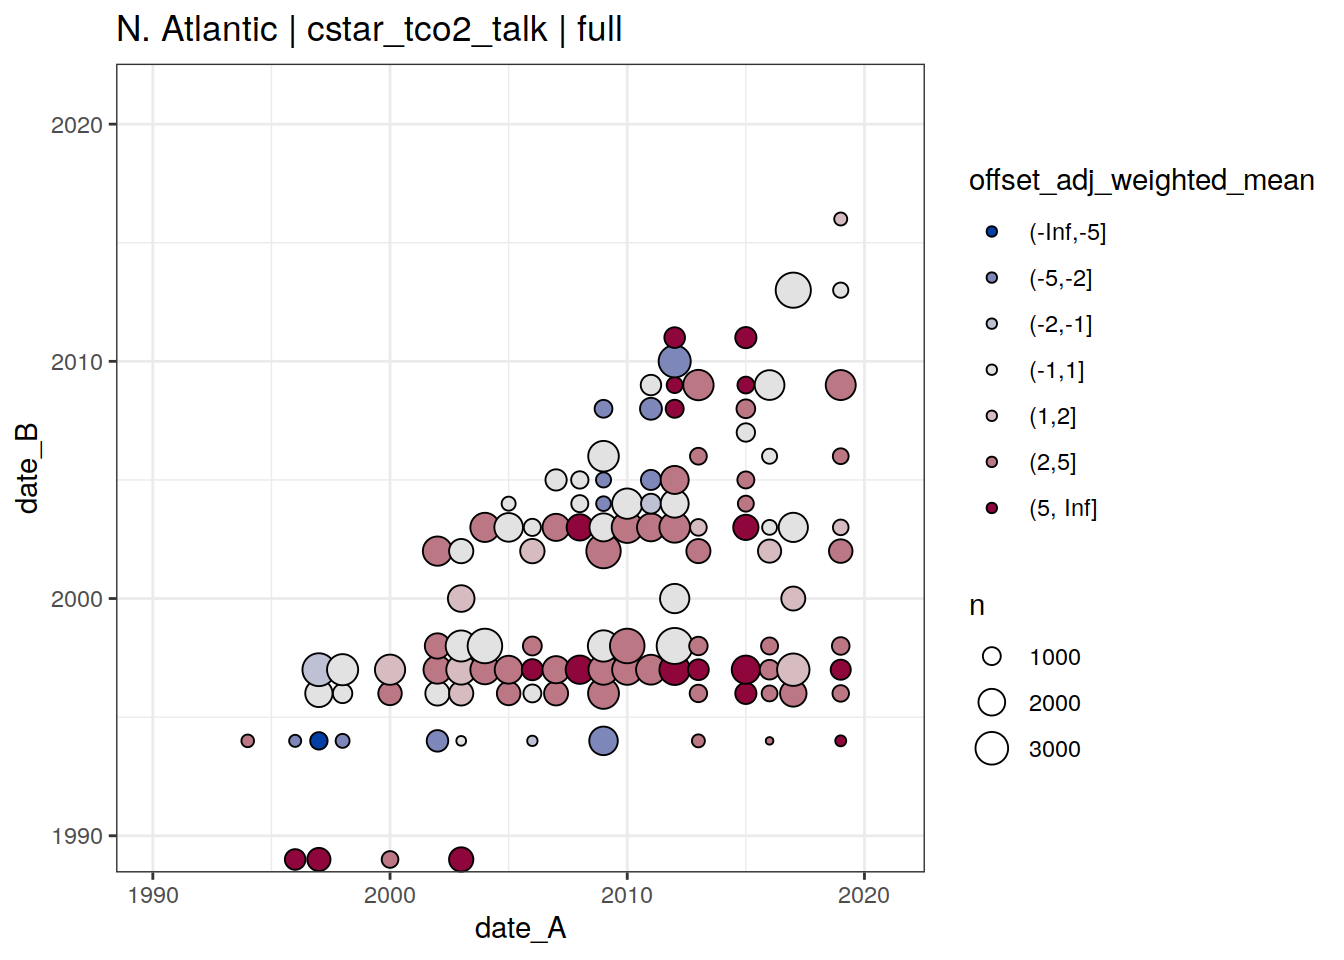 N. Atlantic | cstar_tco2_talk | full
2020
2010
2000
1990
date_B
1990
2000
2010
2020
date_A
offset_adj_weighted_mean
(-Inf,-5]
(-5,-2]
(-2,-1]
(-1,1]
(1,2]
(2,5]
(5, Inf]
n
1000
2000
3000